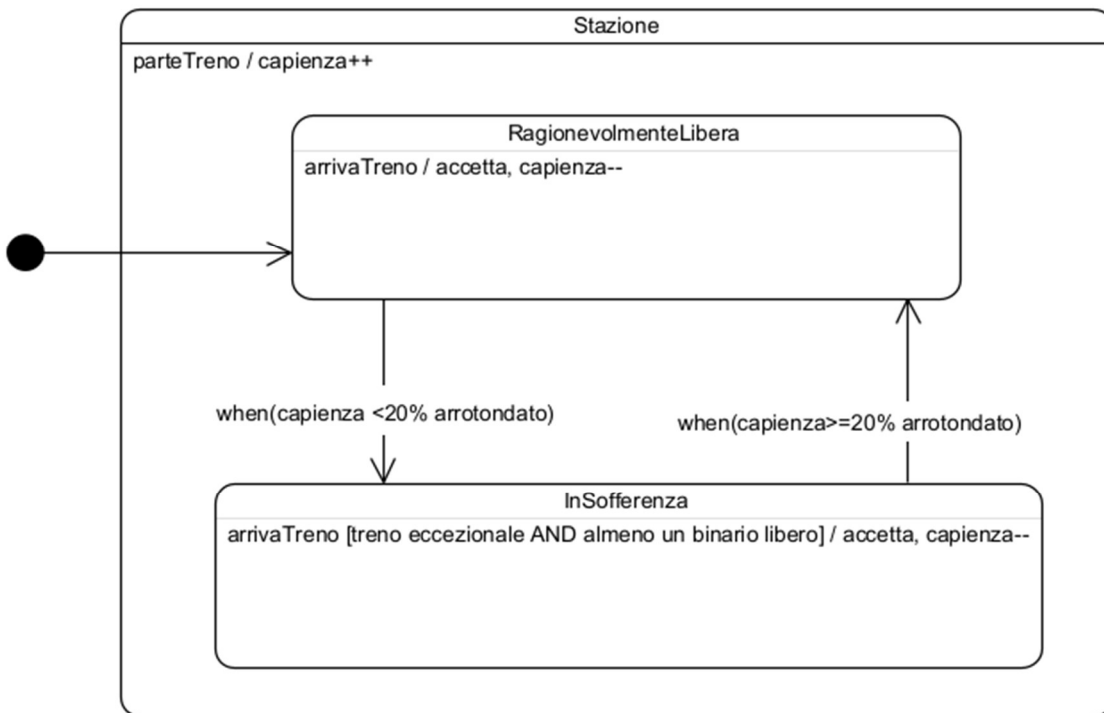 Stazione
parteTreno / capienza++
RagionevolmenteLibera
arrivaTreno / accetta, capienza--
when(capienza <20% arrotondato)
when(capienza>=20% arrotondato)
InSofferenza
arrivaTreno [treno eccezionale AND almeno un binario libero] / accetta, capienza--